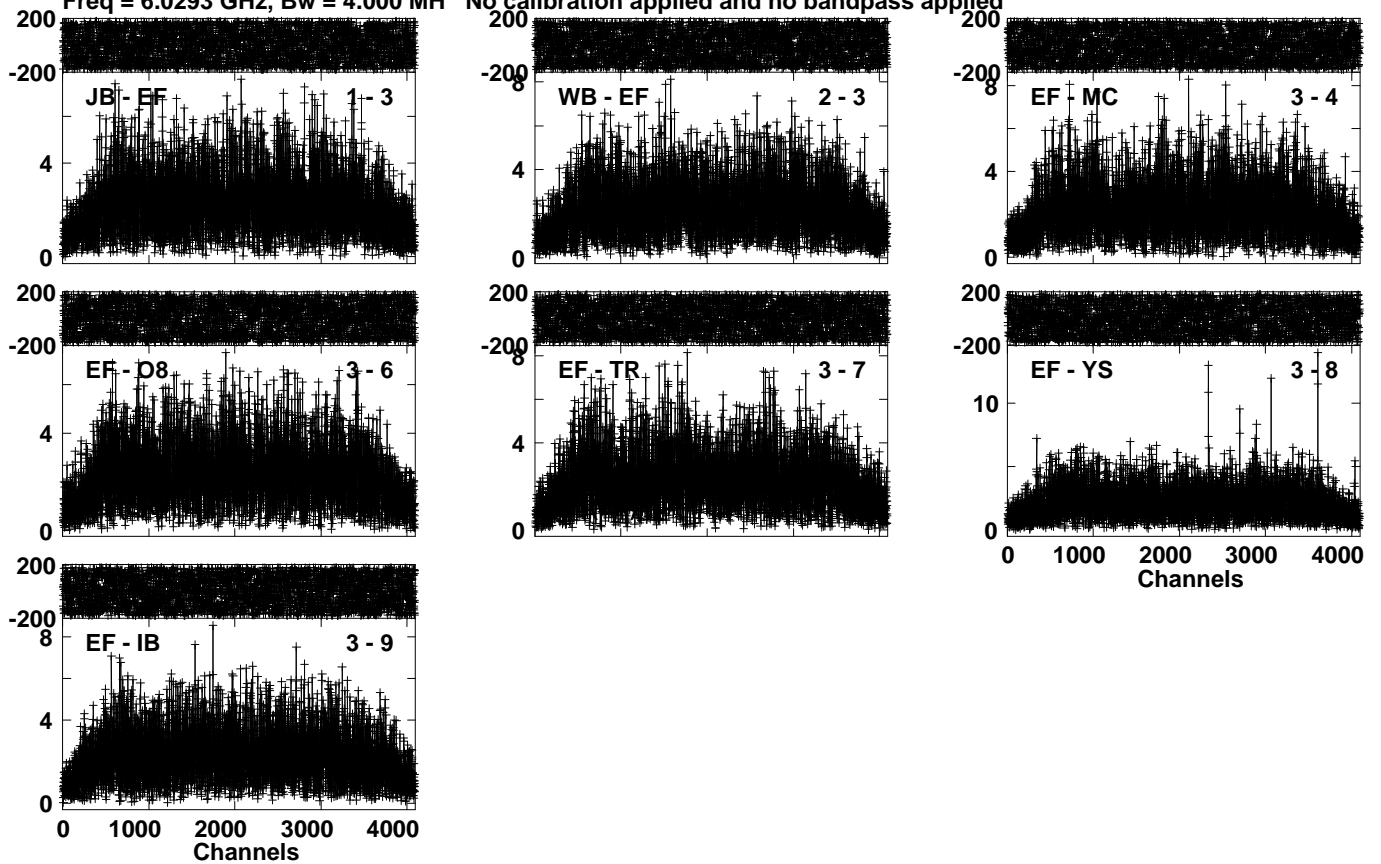 Freq = 6.0293 GHz, Bw = 4.000 MH No calibration applied and no bandpass applied
200 200 200
-200 -200 -200
8 8
JB - EF 1 - 3 WB - EF 2 - 3 EF - MC 3 - 4
4 4 4
0 0 0
200 200 200
-200 -200 -200
8
EF - O8 3 - 6 EF - TR 3 - 7 EF - YS 3 - 8
4 4 10
0 0 0
0 1000 2000 3000 4000
Channels
200
-200
8
EF - IB 3 - 9
4
0
0 1000 2000 3000 4000
Channels